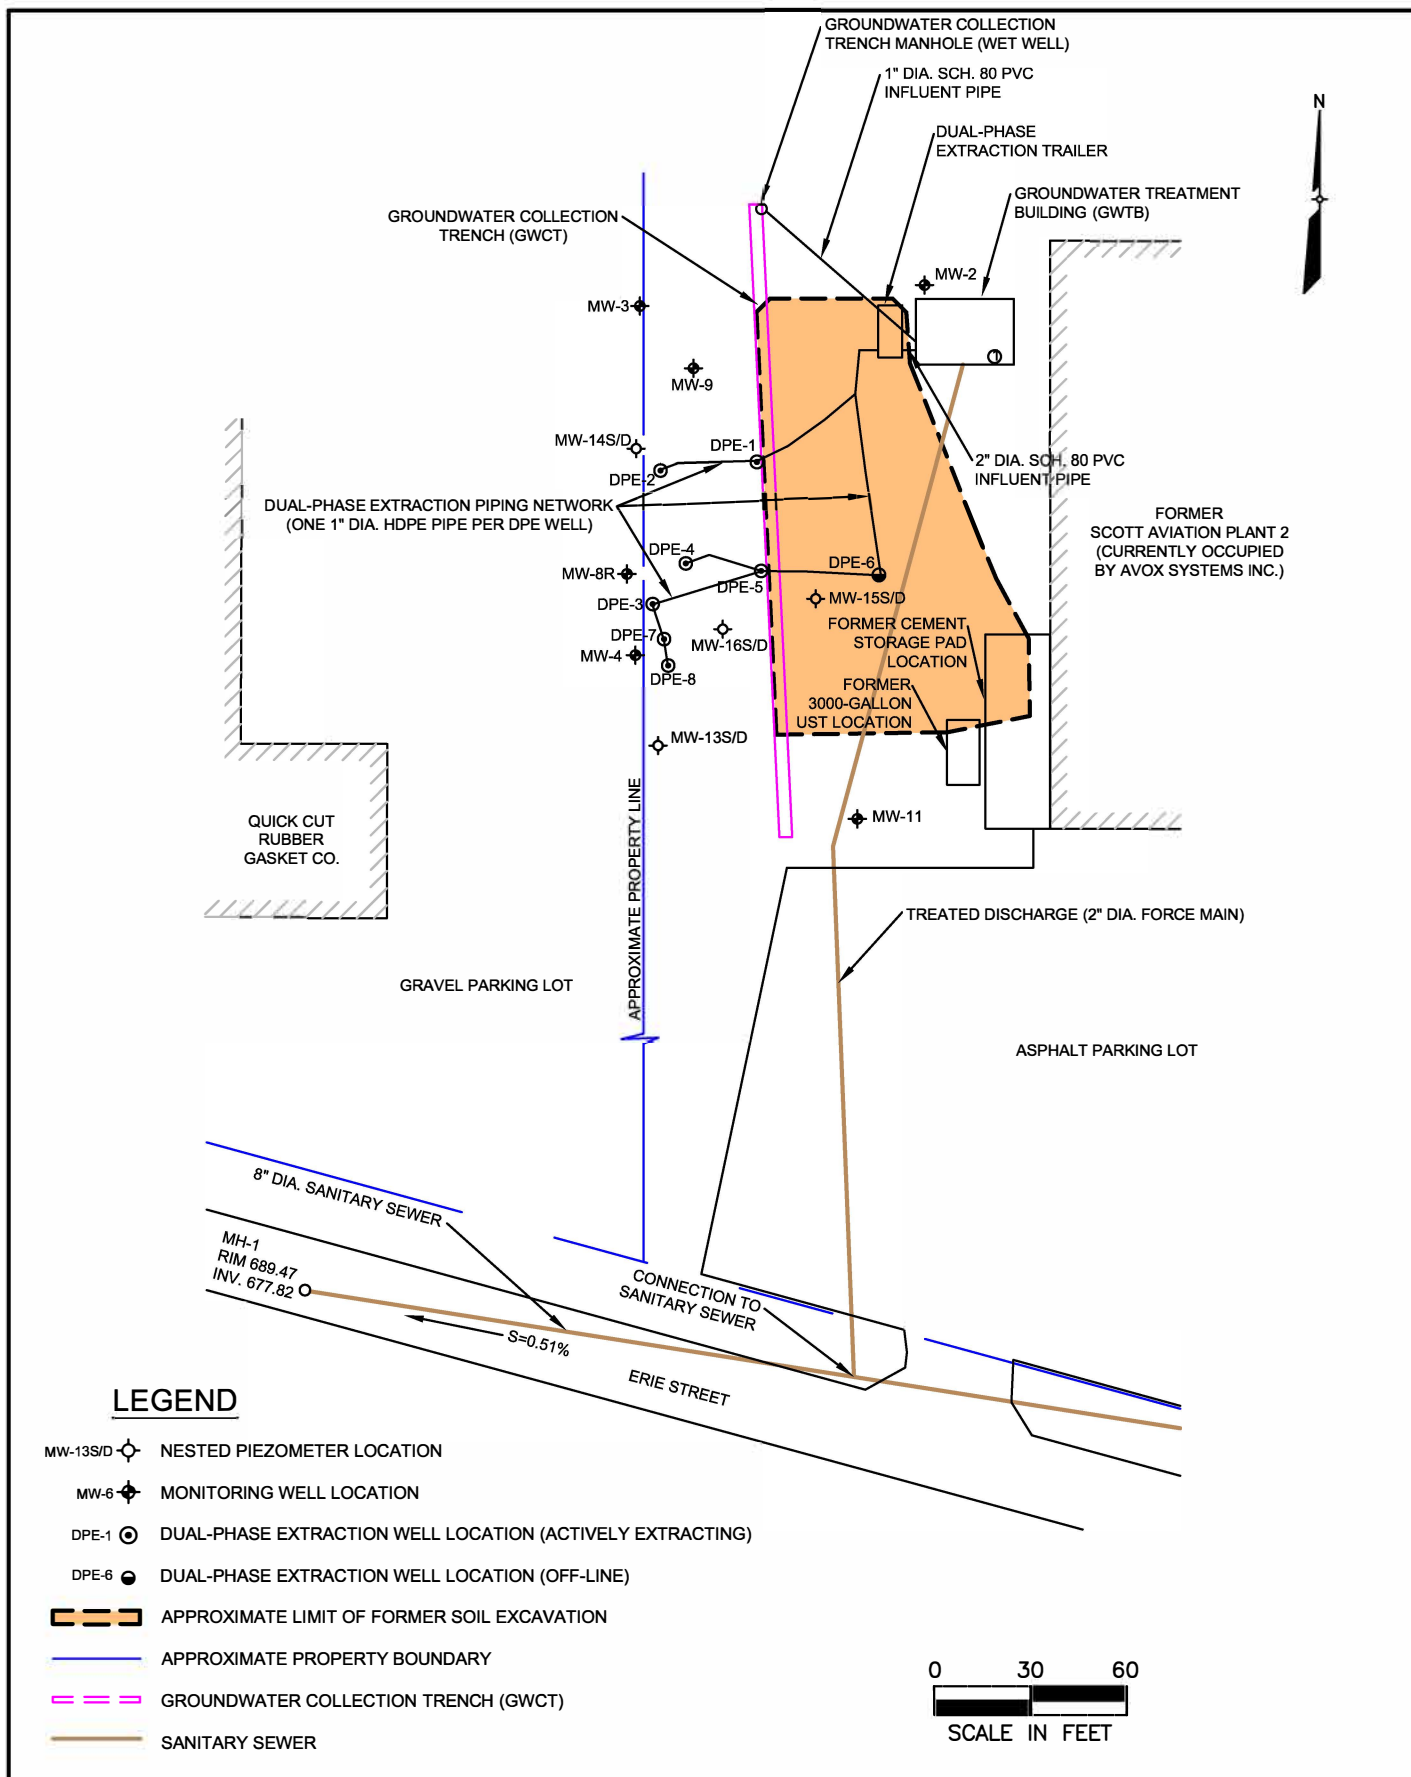 GROUNDWATER COLLECTION
TRENCH MANHOLE (WET WELL)
1" DIA. SCH. 80 PVC
INFLUENT PIPE
N
DUAL-PHASE
EXTRACTION TRAILER
GROUNDWATER TREATMENT
BUILDING (GWTB)
GROUNDWATER COLLECTION
TRENCH (GWCT)
MW-2
MW-3
1
MW-9
MW-14S/D
DPE-1
DPE-2
2" DIA. SCH. 80 PVC
INFLUENT PIPE
DUAL-PHASE EXTRACTION PIPING NETWORK
(ONE 1" DIA. HDPE PIPE PER DPE WELL)
FORMER
SCOTT AVIATION PLANT 2
(CURRENTLY OCCUPIED
BY AVOX SYSTEMS INC.)
DPE-4
DPE-6
MW-8R
DPE-5
MW-15S/D
DPE-3
FORMER CEMENT
STORAGE PAD
LOCATION
DPE-7
MW-16S/D
MW-4
DPE-8
FORMER
3000-GALLON
UST LOCATION
MW-13S/D
APPROXIMATE PROPERTY LINE
QUICK CUT
RUBBER
GASKET CO.
MW-11
TREATED DISCHARGE (2" DIA. FORCE MAIN)
GRAVEL PARKING LOT
ASPHALT PARKING LOT
8" DIA. SANITARY SEWER
MH-1
RIM 689.47
INV. 677.82
CONNECTION TO
SANITARY SEWER
S=0.51%
ERIE STREET
LEGEND
MW-13S/D NESTED PIEZOMETER LOCATION
MW-6 MONITORING WELL LOCATION
DPE-1 DUAL-PHASE EXTRACTION WELL LOCATION (ACTIVELY EXTRACTING)
DPE-6 DUAL-PHASE EXTRACTION WELL LOCATION (OFF-LINE)
APPROXIMATE LIMIT OF FORMER SOIL EXCAVATION
APPROXIMATE PROPERTY BOUNDARY
GROUNDWATER COLLECTION TRENCH (GWCT)
SANITARY SEWER
0 30 60
SCALE IN FEET